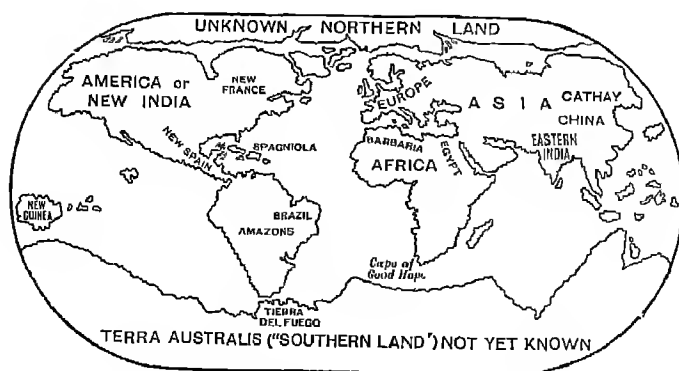 UNKNOWN NORTHERN LAND
AMERICA or
NEW INDIA
NEW
FRANCE
NEW SPAIN
SPAGNIOLA
EUROPE
ASIA
CATHAY
CHINA
EASTERN
INDIA
BARBARIA
EGYPT
AFRICA
NEW
GUINEA
BRAZIL
AMAZONS
Cape of
Good Hope
TIERRA
DEL FUEGO
TERRA AUSTRALIS ("SOUTHERN LAND") NOT YET KNOWN